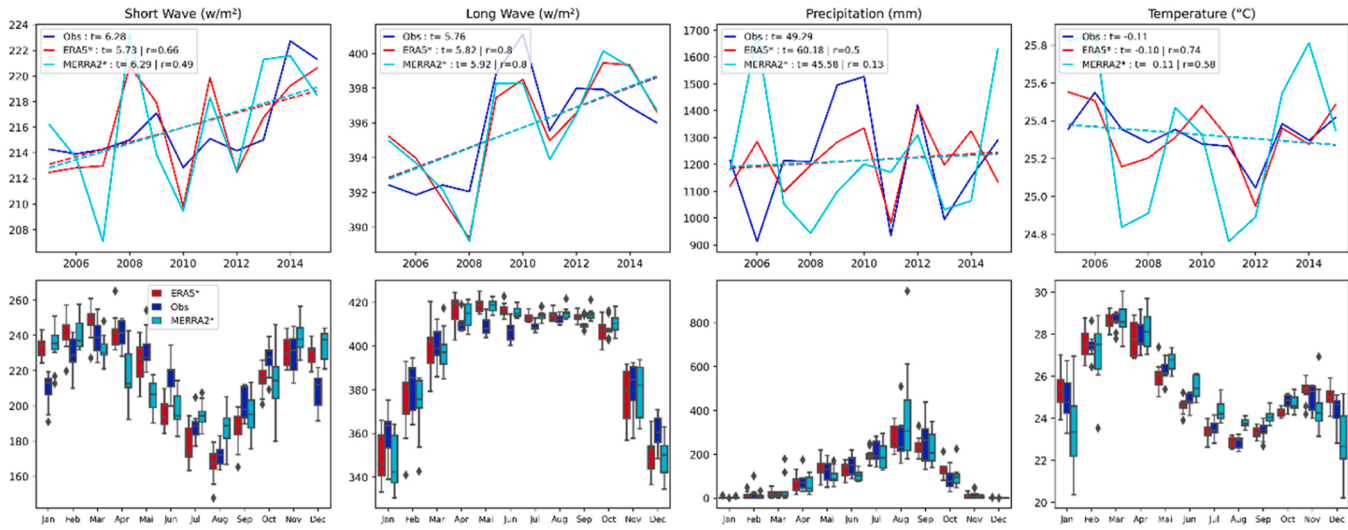 Short Wave (w/m²)
Long Wave (w/m²)
Precipitation (mm)
Temperature (°C)
224
222
220
218
216
214
212
210
208
Obs : t= 6.28
ERA5* : t= 5.73 | r=0.66
MERRA2* : t= 6.29 | r=0.49
2006 2008 2010 2012 2014
400
398
396
394
392
390
Obs : t= 5.76
ERA5* : t= 5.82 | r=0.8
MERRA2* : t= 5.92 | r=0.8
2006 2008 2010 2012 2014
1700
1600
1500
1400
1300
1200
1100
1000
900
Obs : t= 49.29
ERA5* : t= 60.18 | r=0.5
MERRA2* : t= 45.58 | r= 0.13
2006 2008 2010 2012 2014
25.8
25.6
25.4
25.2
25.0
24.8
Obs : t= -0.11
ERA5* : t= -0.10 | r=0.74
MERRA2* : t= 0.11 | r=0.58
2006 2008 2010 2012 2014
260
240
220
200
180
160
ERA5*
Obs
MERRA2*
Jan Feb Mar Apr Mai Jun Jul Aug Sep Oct Nov Dec
420
400
380
360
340
Jan Feb Mar Apr Mai Jun Jul Aug Sep Oct Nov Dec
1000
800
600
400
200
0
Jan Feb Mar Apr Mai Jun Jul Aug Sep Oct Nov Dec
30
28
26
24
22
20
Jan Feb Mar Apr Mai Jun Jul Aug Sep Oct Nov Dec